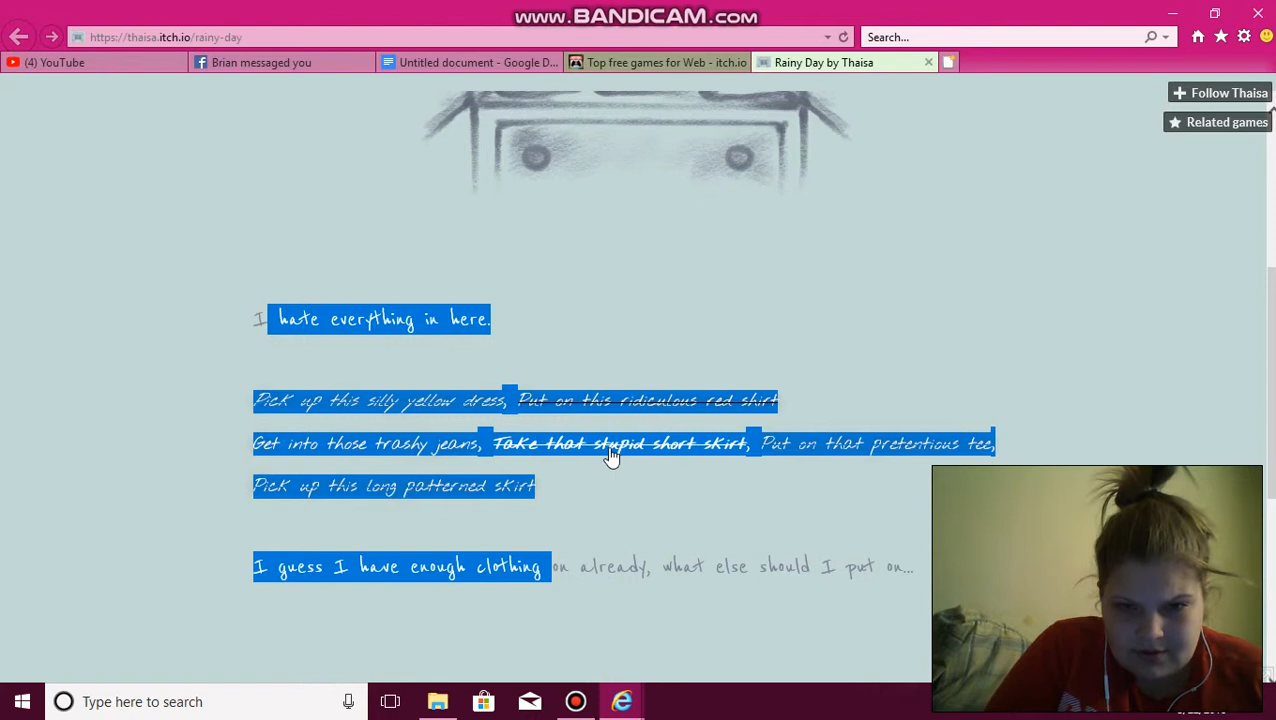 WWW.BANDICAM.COM
https://thaisa.itch.io/rainy-day
Search...
(4) YouTube
Brian messaged you
Untitled document - Google D...
Top free games for Web - itch.io
Rainy Day by Thaisa
Follow Thaisa
Related games
I hate everything in here.
Pick up this silly yellow dress, Put on this ridiculous red shirt
Get into those trashy jeans, Take that stupid short skirt, Put on that pretentious tee,
Pick up this long patterned skirt
I guess I have enough clothing on already, what else should I put on...
Type here to search